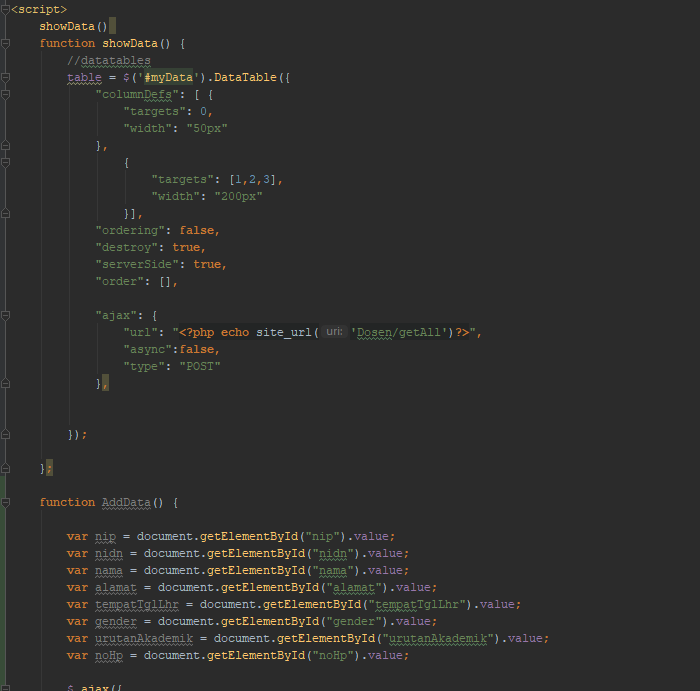 <script>
showData()
function showData() {
//datatables
table = $('#myData').DataTable({
"columnDefs": [ {
"targets": 0,
"width": "50px"
},
{
"targets": [1,2,3],
"width": "200px"
}],
"ordering": false,
"destroy": true,
"serverSide": true,
"order": [],
"ajax": {
"url": "<?php echo site_url( uri: 'Dosen/getAll')?>",
"async":false,
"type": "POST"
},
});
};
function AddData() {
var nip = document.getElementById("nip").value;
var nidn = document.getElementById("nidn").value;
var nama = document.getElementById("nama").value;
var alamat = document.getElementById("alamat").value;
var tempatTglLhr = document.getElementById("tempatTglLhr").value;
var gender = document.getElementById("gender").value;
var urutanAkademik = document.getElementById("urutanAkademik").value;
var noHp = document.getElementById("noHp").value;
$.ajax({